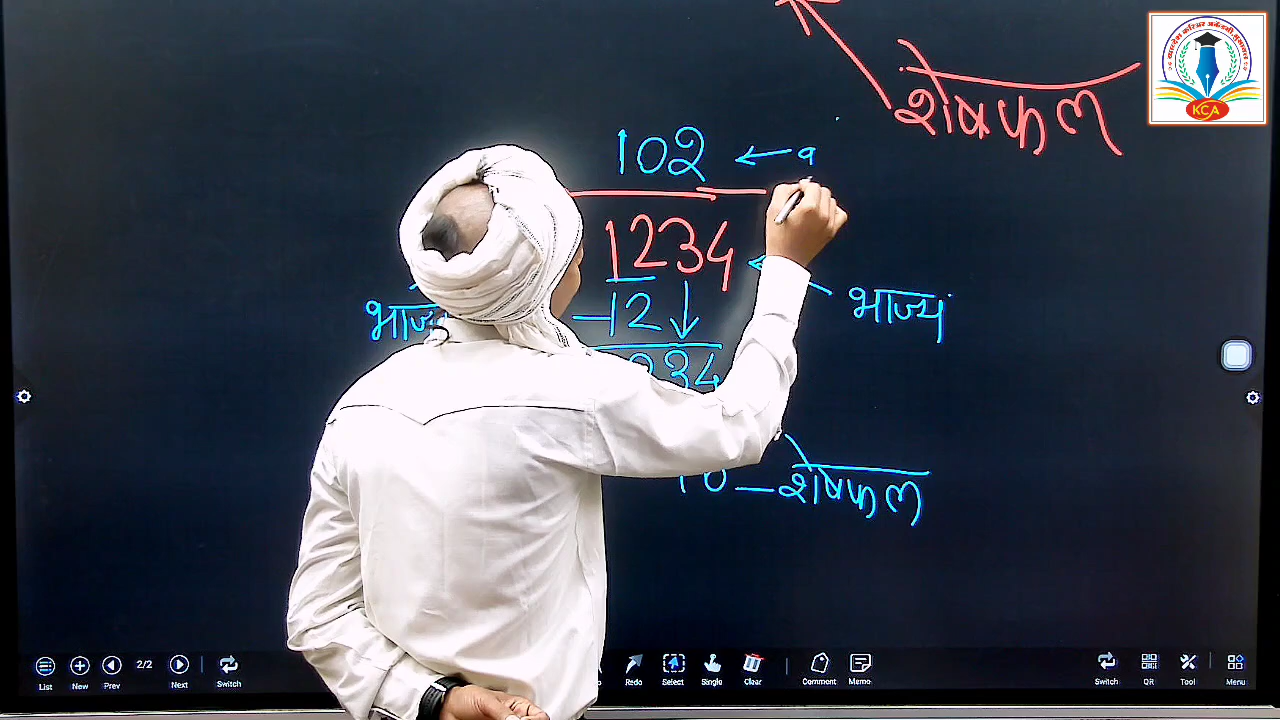 शेषफल
102 ←
1234
भाज्य
–12 ↓
34
10 – शेषफल
KCA
List New Prev 2/2 Next Switch Redo Select Single Clear Comment Memo Switch QR Tool Menu